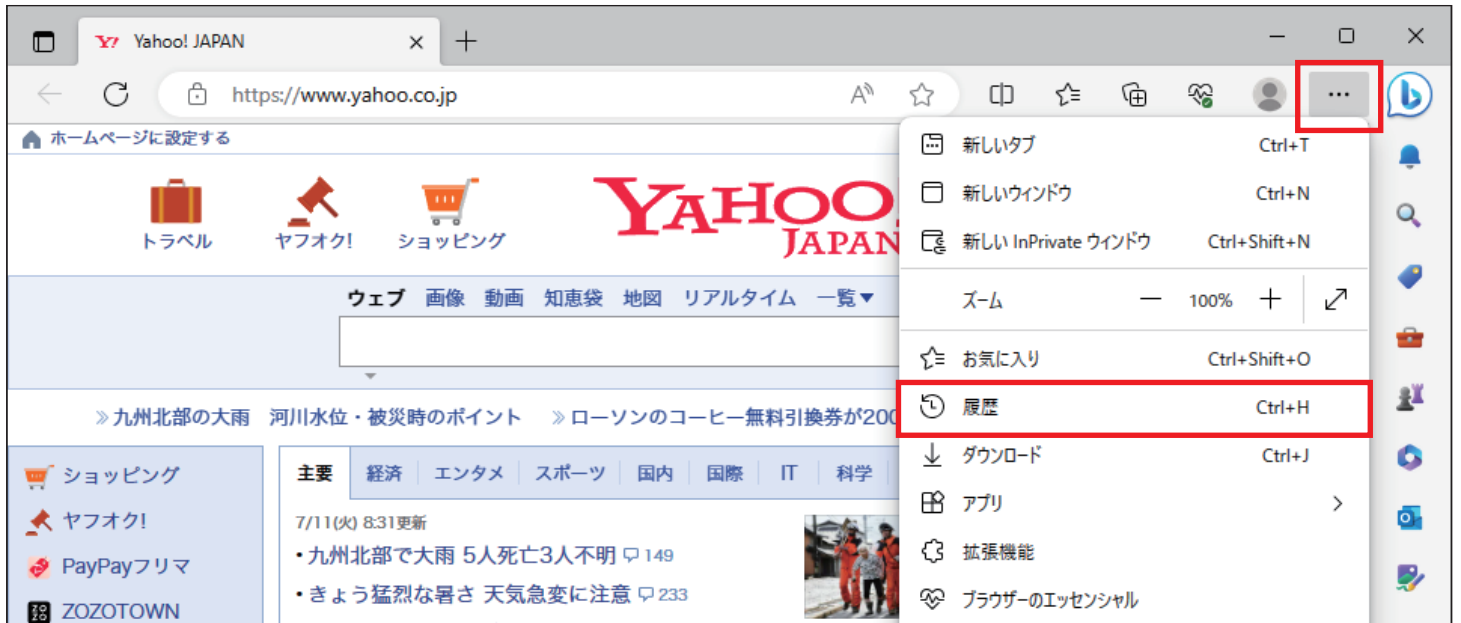 Yahoo! JAPAN
https://www.yahoo.co.jp
ホームページに設定する
トラベル
ヤフオク!
ショッピング
YAHOO
JAPAN
ウェブ 画像 動画 知恵袋 地図 リアルタイム 一覧▼
≫九州北部の大雨 河川水位・被災時のポイント ≫ローソンのコーヒー無料引換券が200
ショッピング
ヤフオク!
PayPayフリマ
ZOZOTOWN
主要 経済 エンタメ スポーツ 国内 国際 IT 科学
7/11(火) 8:31更新
・九州北部で大雨 5人死亡3人不明 149
・きょう猛烈な暑さ 天気急変に注意 233
新しいタブ Ctrl+T
新しいウィンドウ Ctrl+N
新しい InPrivate ウィンドウ Ctrl+Shift+N
ズーム — 100% +
お気に入り Ctrl+Shift+O
履歴 Ctrl+H
ダウンロード Ctrl+J
アプリ
拡張機能
ブラウザーのエッセンシャル